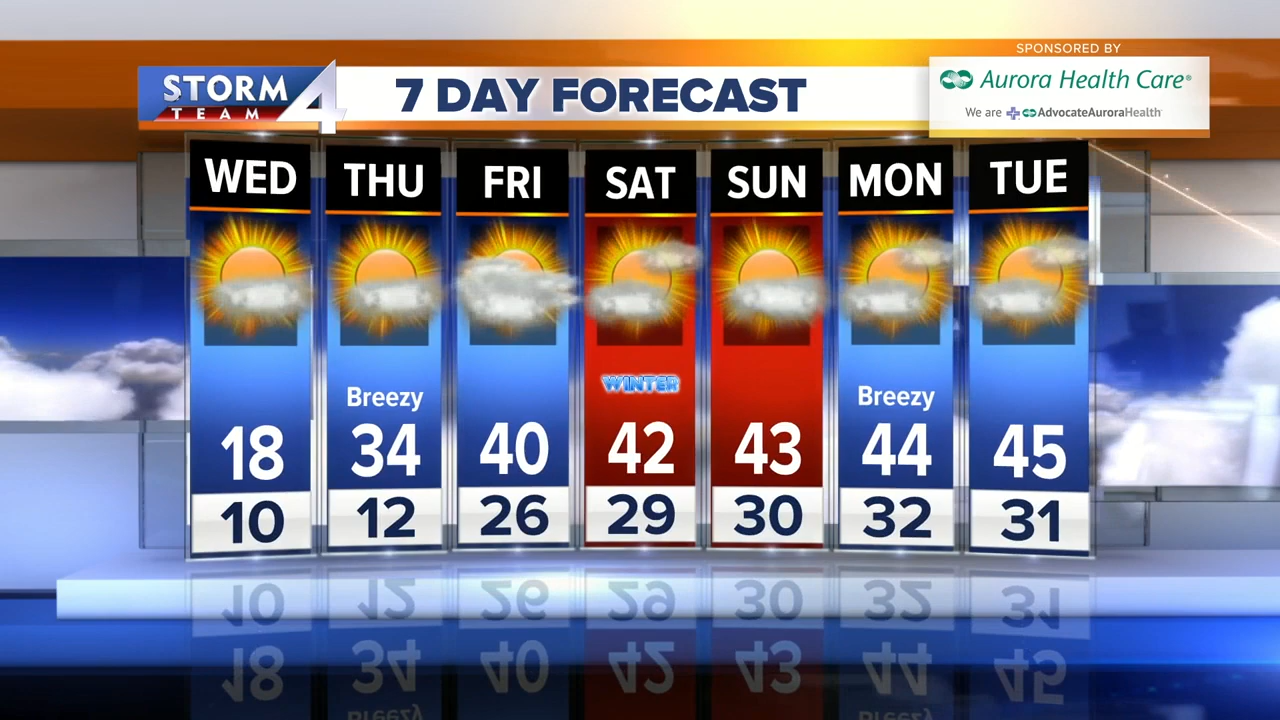 SPONSORED BY
STORM
TEAM
4
7 DAY FORECAST
Aurora Health Care®
We are AdvocateAuroraHealth
WED THU FRI SAT SUN MON TUE
WINTER
Breezy Breezy
18 34 40 42 43 44 45
10 12 26 29 30 32 31